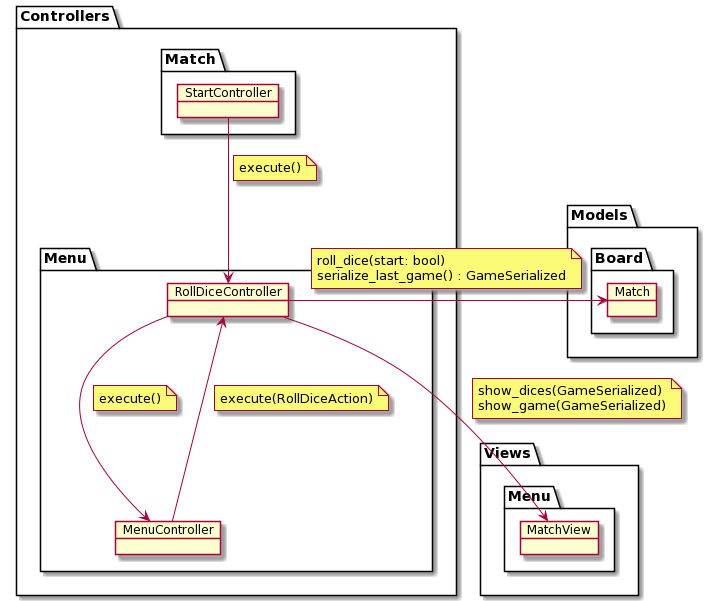 Controllers
Match
StartController
execute()
Models
Menu
roll_dice(start: bool)
serialize_last_game() : GameSerialized
Board
RollDiceController
Match
execute()
execute(RollDiceAction)
show_dices(GameSerialized)
show_game(GameSerialized)
Views
Menu
MenuController
MatchView